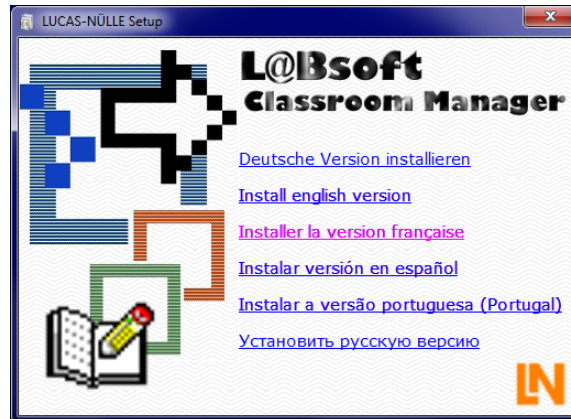 LUCAS-NÜLLE Setup
L@Bsoft
Classroom Manager
Deutsche Version installieren
Install english version
Installer la version française
Instalar versión en español
Instalar a versão portuguesa (Portugal)
Установить русскую версию
LN